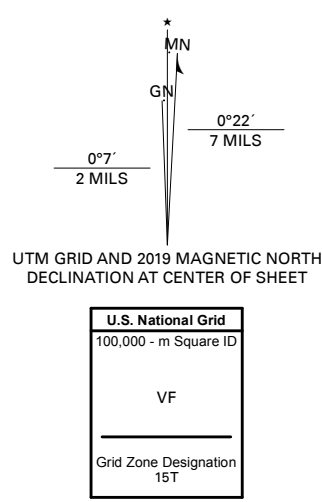 ★
MN
GN
0°22´
7 MILS
0°7´
2 MILS
UTM GRID AND 2019 MAGNETIC NORTH
DECLINATION AT CENTER OF SHEET
U.S. National Grid
100,000 - m Square ID
VF
Grid Zone Designation
15T